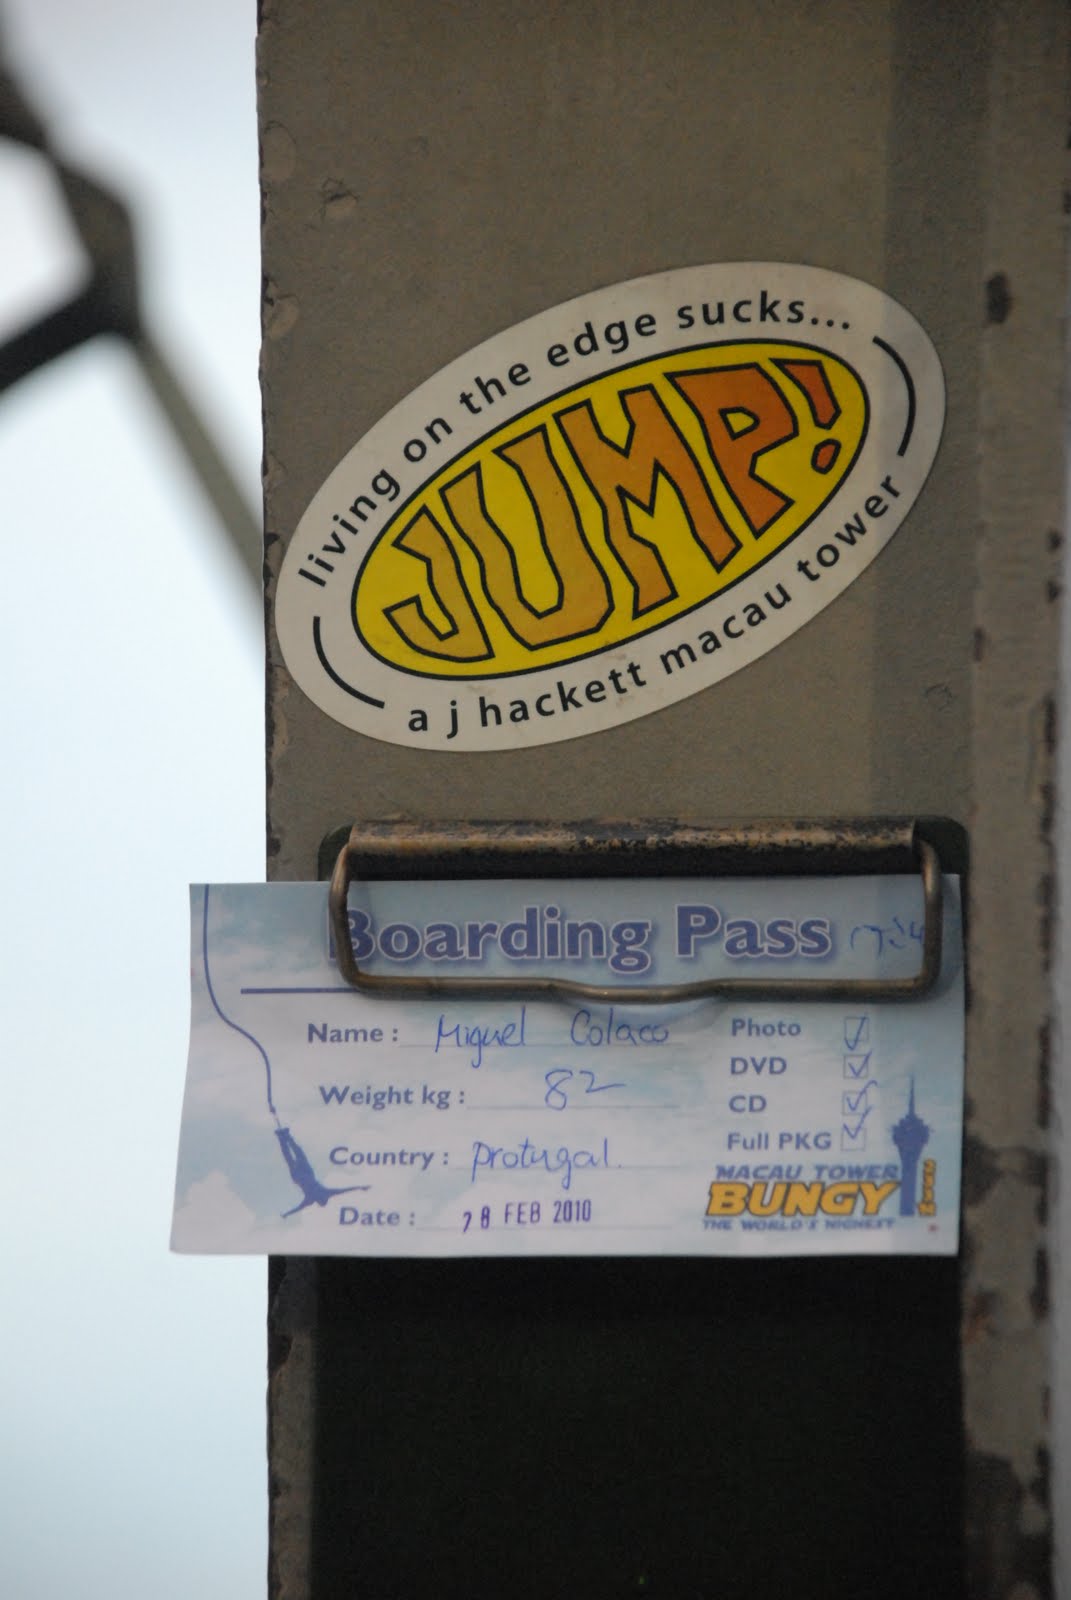 living on the edge sucks...
JUMP!
a j hackett macau tower
Boarding Pass
Name : Miguel Colaco
Weight kg : 82
Country : Protugal.
Date : 28 FEB 2010
Photo
DVD
CD
Full PKG
MACAU TOWER
BUNGY
THE WORLD'S HIGHEST